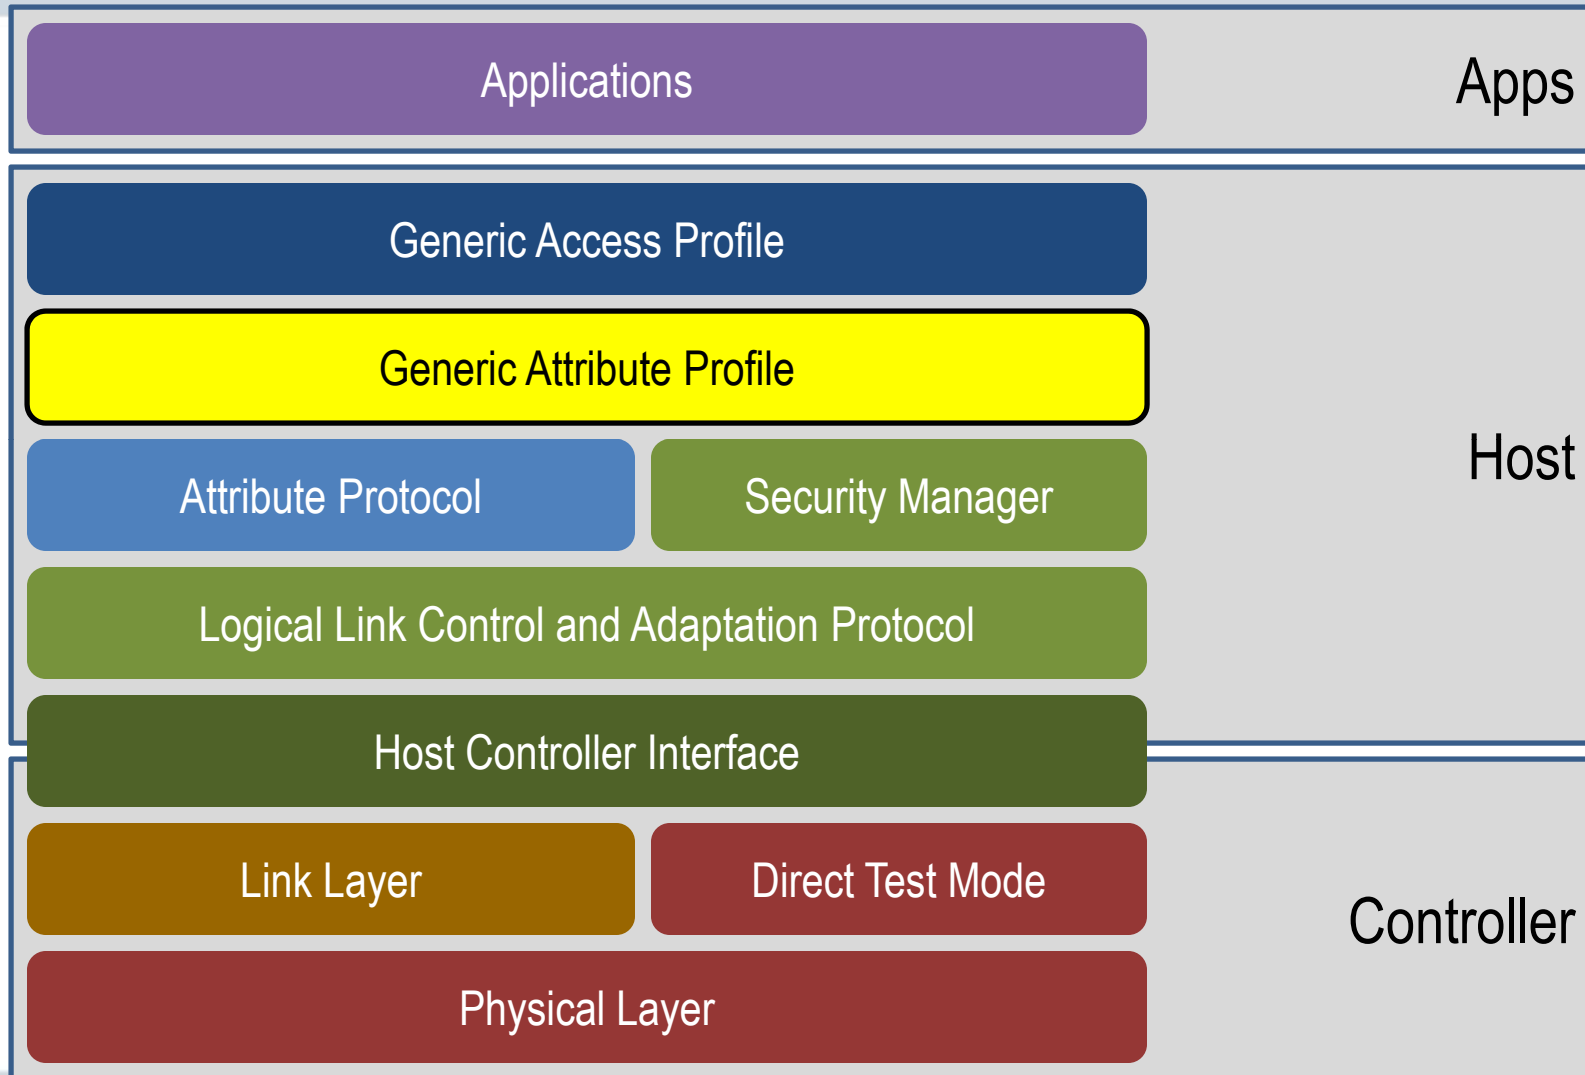 Applications
Apps
Generic Access Profile
Generic Attribute Profile
Attribute Protocol
Security Manager
Host
Logical Link Control and Adaptation Protocol
Host Controller Interface
Link Layer
Direct Test Mode
Controller
Physical Layer